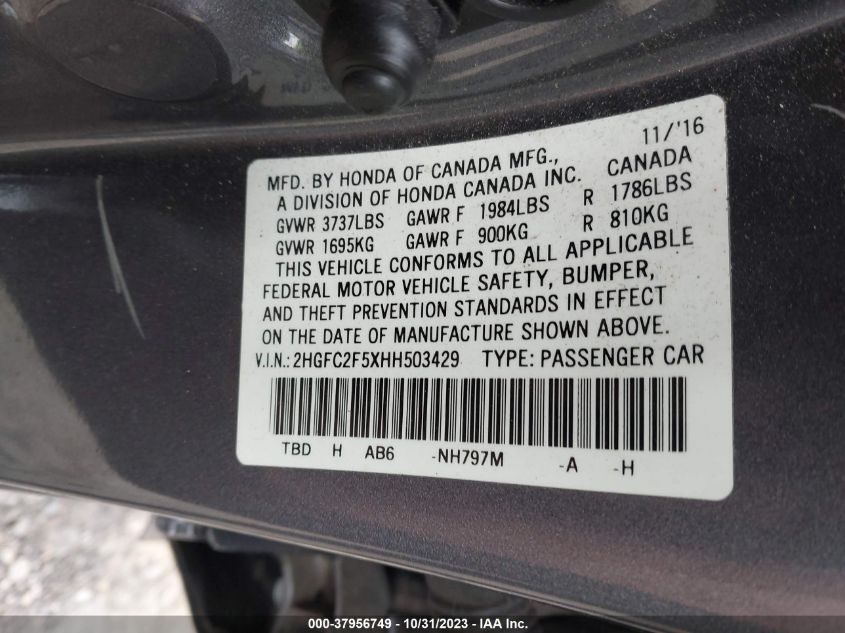 11/'16
MFD. BY HONDA OF CANADA MFG.,
A DIVISION OF HONDA CANADA INC. CANADA
GVWR 3737LBS GAWR F 1984LBS R 1786LBS
GVWR 1695KG GAWR F 900KG R 810KG
THIS VEHICLE CONFORMS TO ALL APPLICABLE
FEDERAL MOTOR VEHICLE SAFETY, BUMPER,
AND THEFT PREVENTION STANDARDS IN EFFECT
ON THE DATE OF MANUFACTURE SHOWN ABOVE.
V.I.N.: 2HGFC2F5XHH503429 TYPE: PASSENGER CAR
TBD H AB6 -NH797M -A -H
000-37956749 - 10/31/2023 - IAAI Inc.